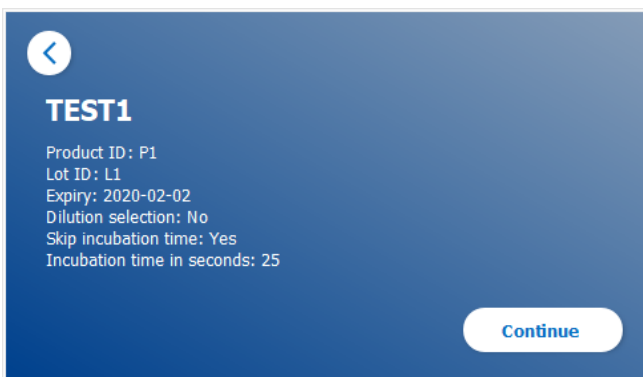 TEST1
Product ID: P1
Lot ID: L1
Expiry: 2020-02-02
Dilution selection: No
Skip incubation time: Yes
Incubation time in seconds: 25
Continue